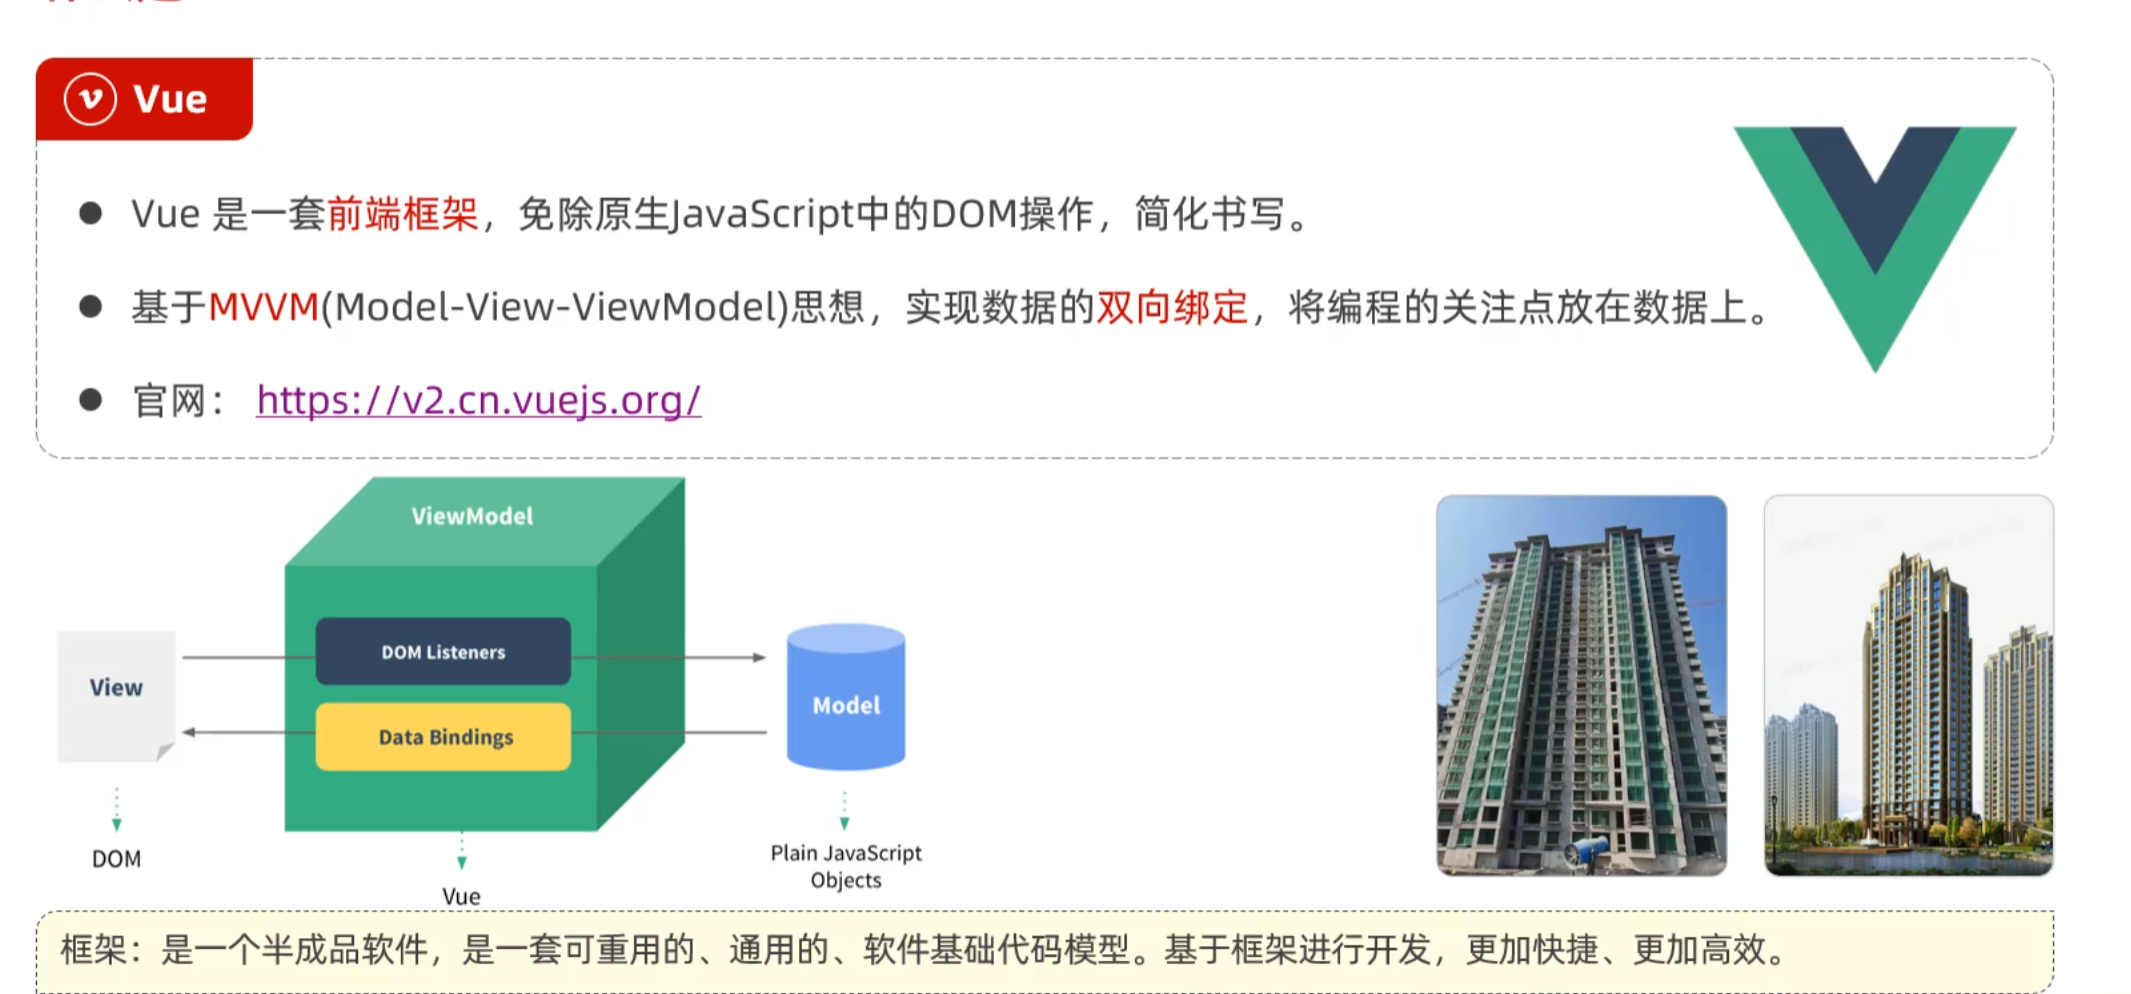 Vue
Vue 是一套前端框架，免除原生JavaScript中的DOM操作，简化书写。
基于MVVM(Model-View-ViewModel)思想，实现数据的双向绑定，将编程的关注点放在数据上。
官网： https://v2.cn.vuejs.org/
ViewModel
DOM Listeners
View
Model
Data Bindings
DOM
Plain JavaScript
Objects
Vue
框架：是一个半成品软件，是一套可重用的、通用的、软件基础代码模型。基于框架进行开发，更加快捷、更加高效。